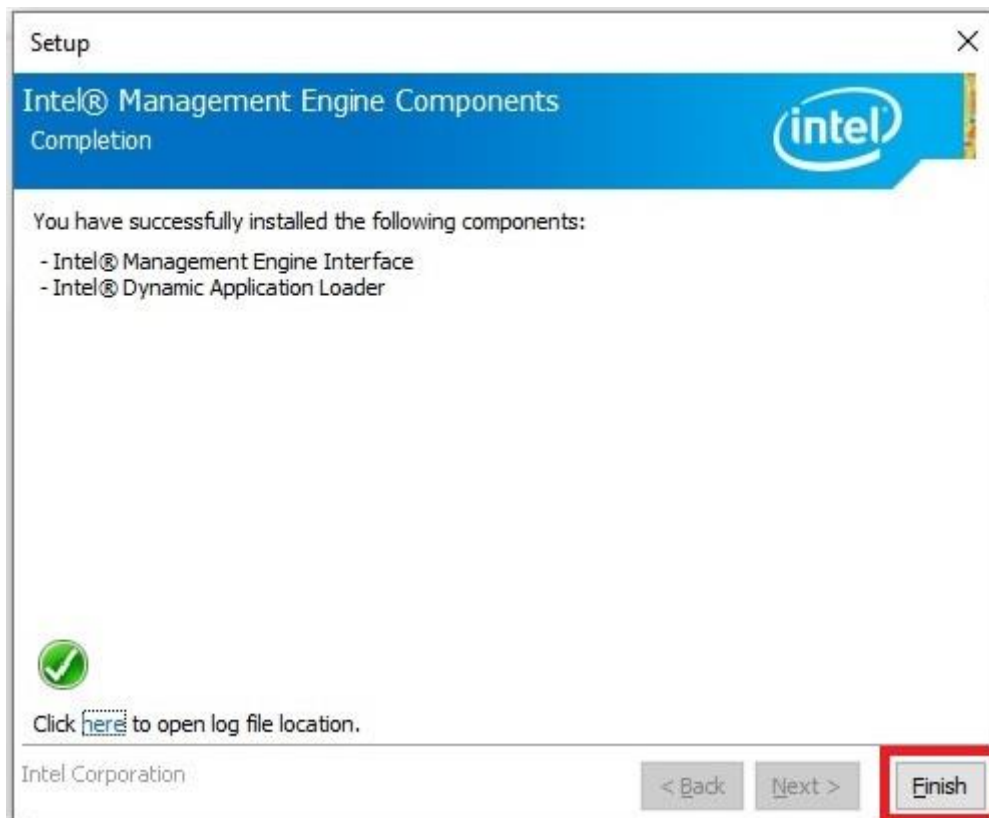 Setup
Intel® Management Engine Components
Completion
intel
You have successfully installed the following components:
- Intel® Management Engine Interface
- Intel® Dynamic Application Loader
Click here to open log file location.
Intel Corporation
< Back Next > Finish